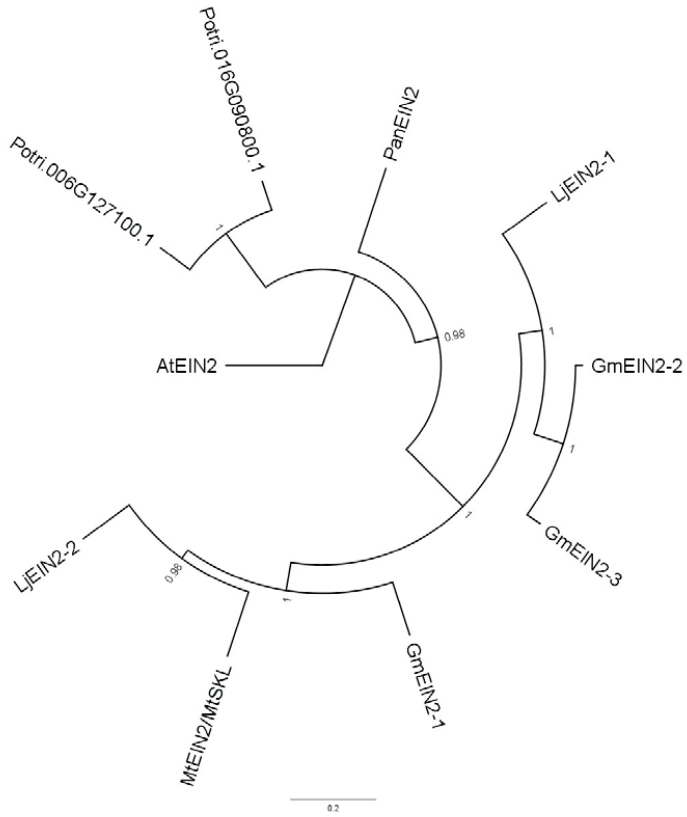 Potri.016G090800.1
PanEIN2
Potri.006G127100.1
LjEIN2-1
1
0.98
1
AtEIN2
GmEIN2-2
1
1
GmEIN2-3
LjEIN2-2
0.98
1
MtEIN2/MtSKL
GmEIN2-1
0.2